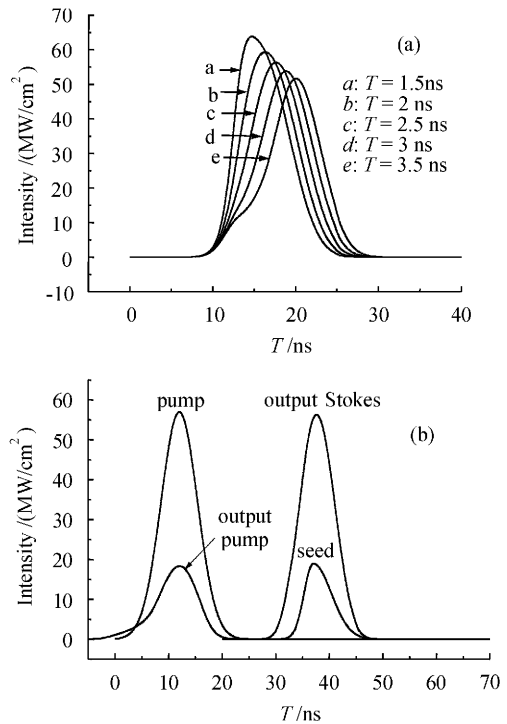 70
60
50
40
30
20
10
0
-10
Intensity /(MW/cm²)
(a)
a
b
c
d
e
a: T = 1.5ns
b: T = 2 ns
c: T = 2.5 ns
d: T = 3 ns
e: T = 3.5 ns
0 10 20 30 40
T /ns
60
50
40
30
20
10
0
Intensity /(MW/cm²)
pump
output Stokes
(b)
output
pump
seed
0 10 20 30 40 50 60 70
T /ns